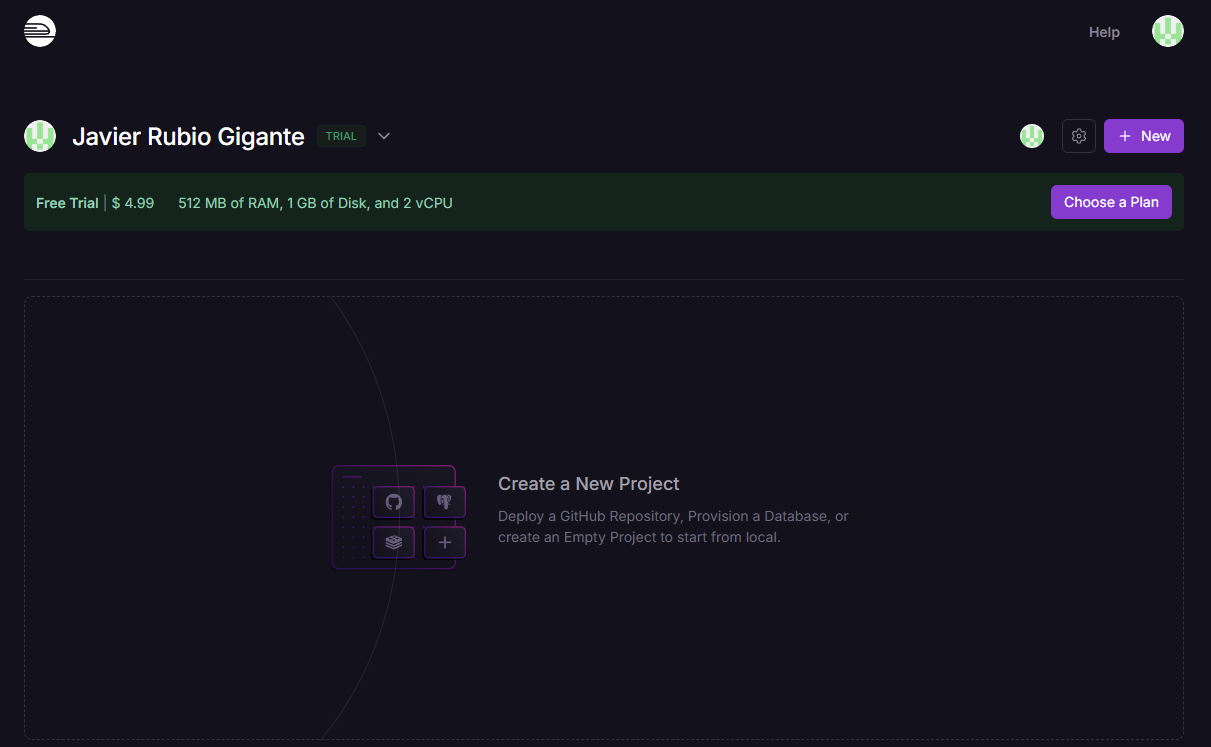 Help
Javier Rubio Gigante TRIAL
+ New
Free Trial | $ 4.99 512 MB of RAM, 1 GB of Disk, and 2 vCPU
Choose a Plan
Create a New Project
Deploy a GitHub Repository, Provision a Database, or
create an Empty Project to start from local.